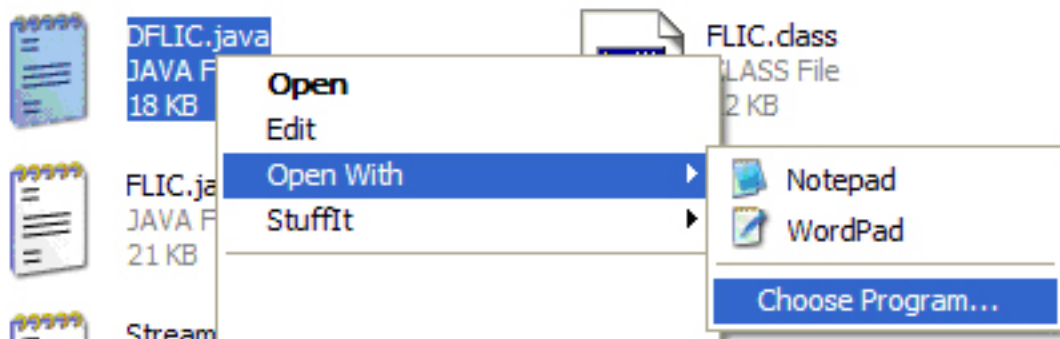 DFLIC.java
JAVA F
18 KB
FLIC.class
LASS File
2 KB
Open
Edit
Open With
StuffIt
Notepad
WordPad
Choose Program...
FLIC.ja
JAVA F
21 KB
Stream